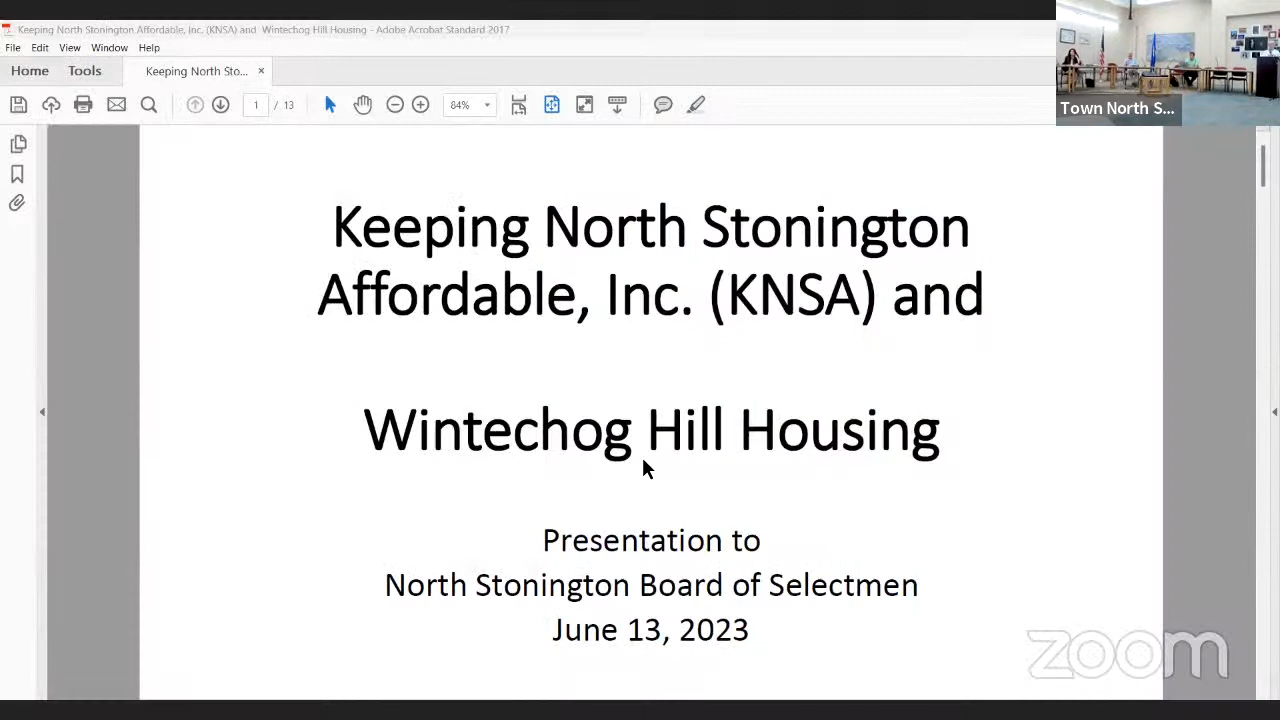 Keeping North Stonington Affordable, Inc. (KNSA) and  Wintechog Hill Housing - Adobe Acrobat Standard 2017
File Edit View Window Help
Home Tools Keeping North Sto... ×
1 / 13 84%
Town North S...
Keeping North Stonington
Affordable, Inc. (KNSA) and
Wintechog Hill Housing
Presentation to
North Stonington Board of Selectmen
June 13, 2023
zoom